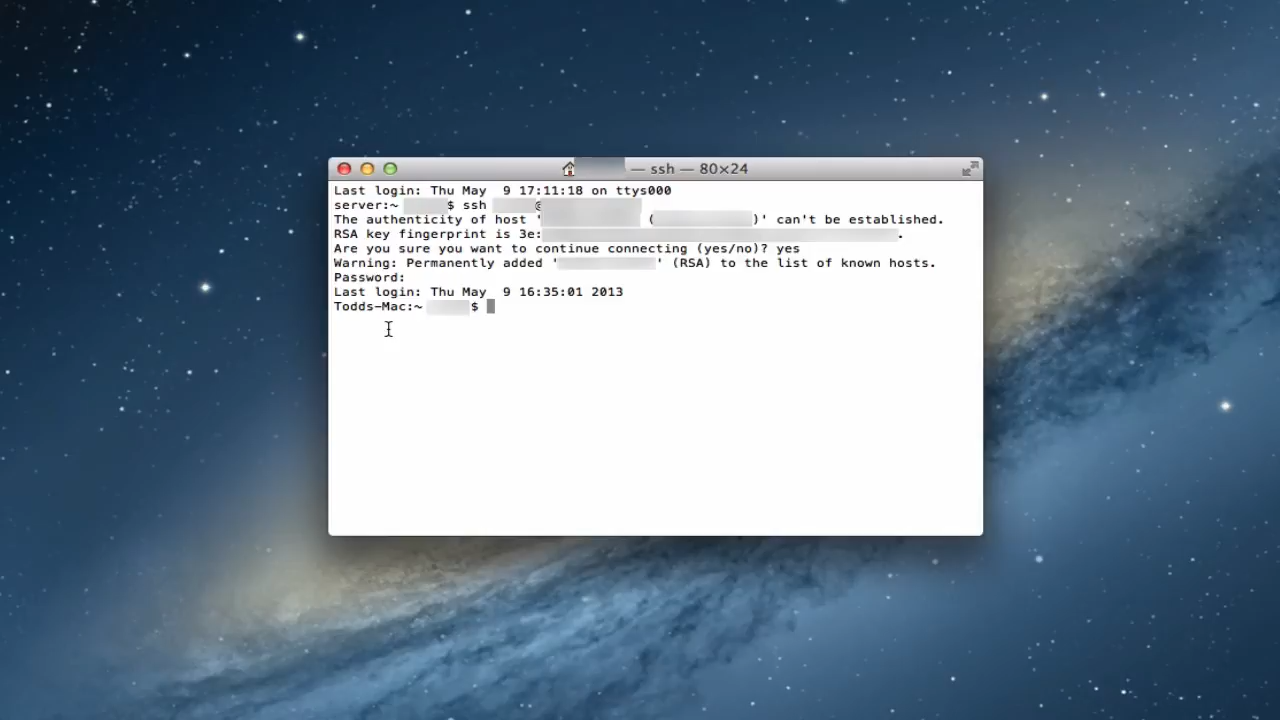 — ssh — 80×24
Last login: Thu May  9 17:11:18 on ttys000
server:~ $ ssh @
The authenticity of host ' ( )' can't be established.
RSA key fingerprint is 3e: .
Are you sure you want to continue connecting (yes/no)? yes
Warning: Permanently added ' ' (RSA) to the list of known hosts.
Password:
Last login: Thu May  9 16:35:01 2013
Todds-Mac:~ $